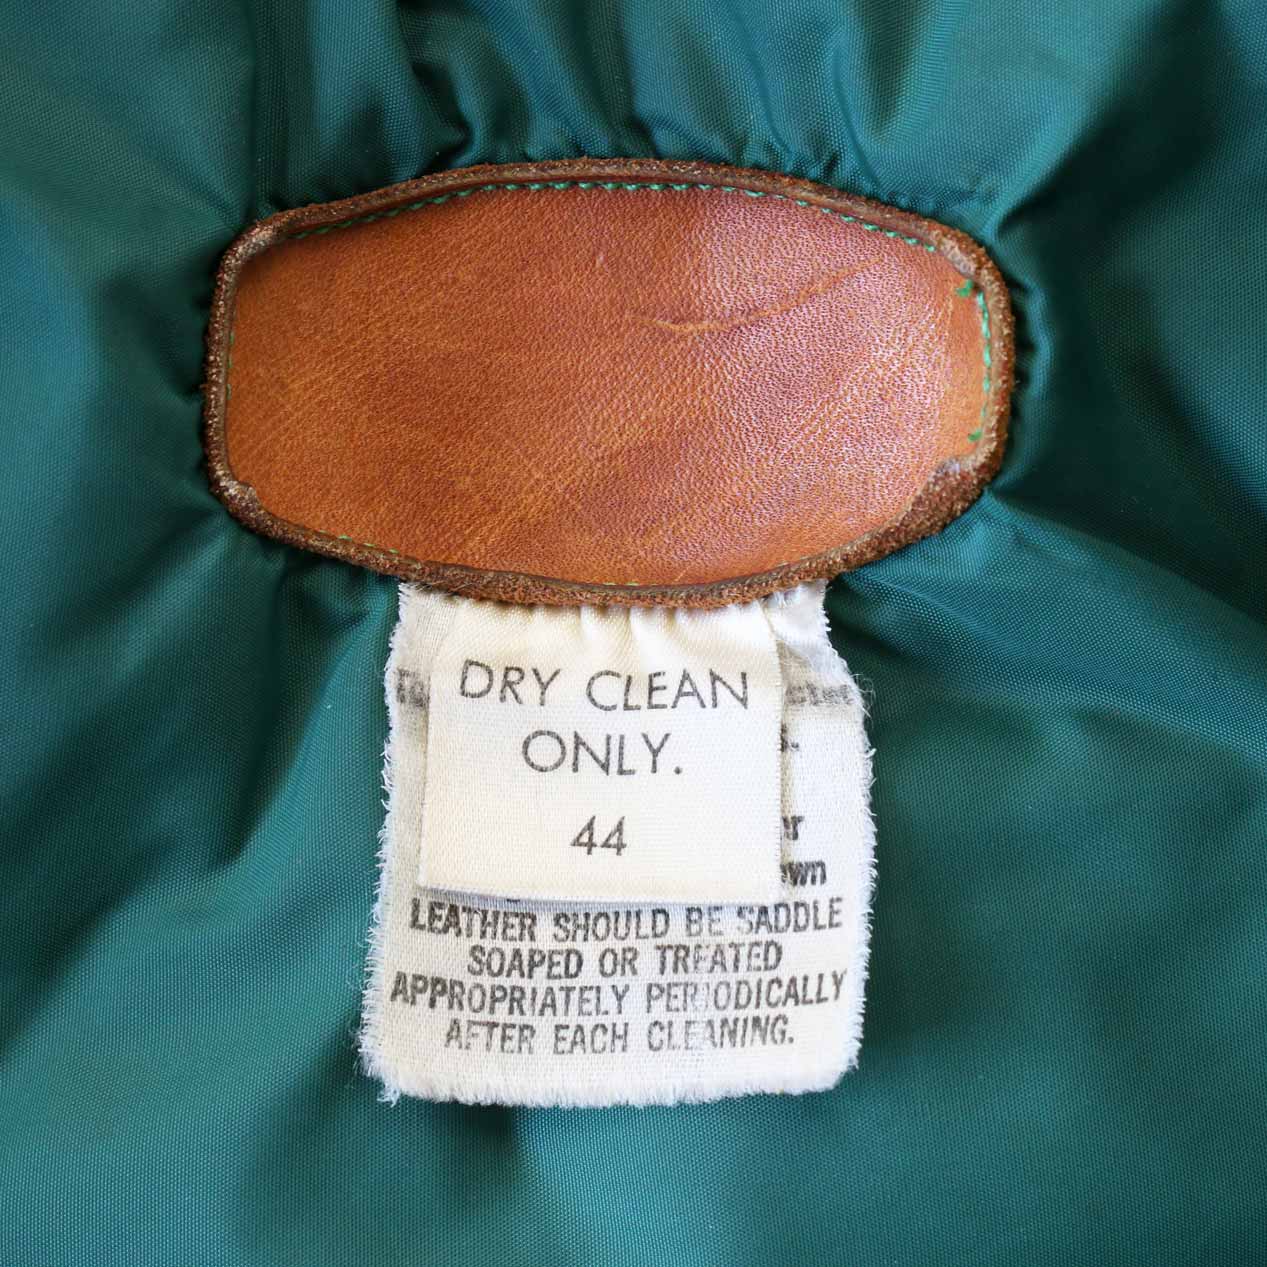 DRY CLEAN
ONLY.
44
LEATHER SHOULD BE SADDLE
SOAPED OR TREATED
APPROPRIATELY PERIODICALLY
AFTER EACH CLEANING.